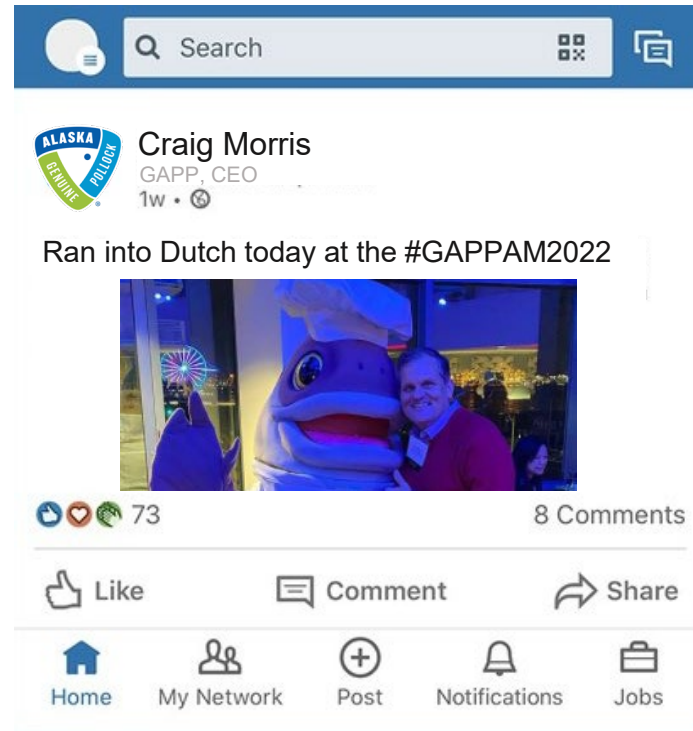 Search
ALASKA
GENUINE
POLLOCK
Craig Morris
GAPP, CEO
1w •
Ran into Dutch today at the #GAPPAM2022
73
8 Comments
Like
Comment
Share
Home
My Network
Post
Notifications
Jobs